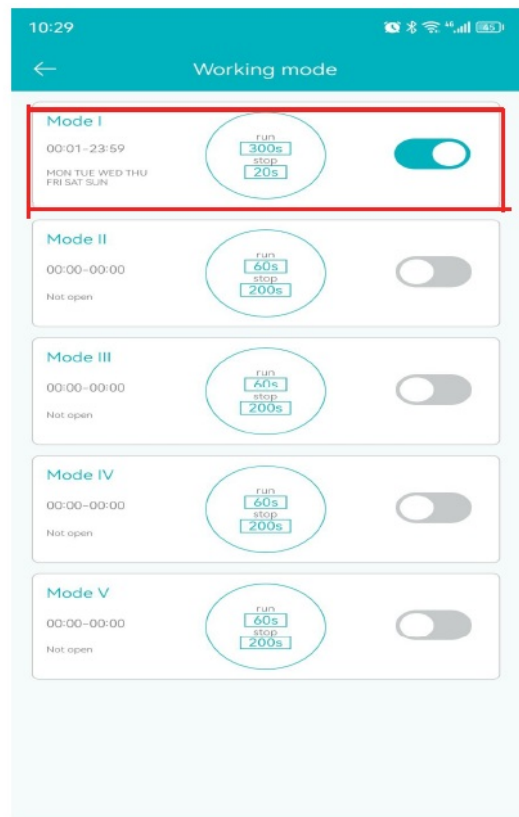 10:29
4G 45
Working mode
Mode I
00:01-23:59
MON TUE WED THU
FRI SAT SUN
run
300s
stop
20s
Mode II
00:00-00:00
Not open
run
60s
stop
200s
Mode III
00:00-00:00
Not open
run
60s
stop
200s
Mode IV
00:00-00:00
Not open
run
60s
stop
200s
Mode V
00:00-00:00
Not open
run
60s
stop
200s